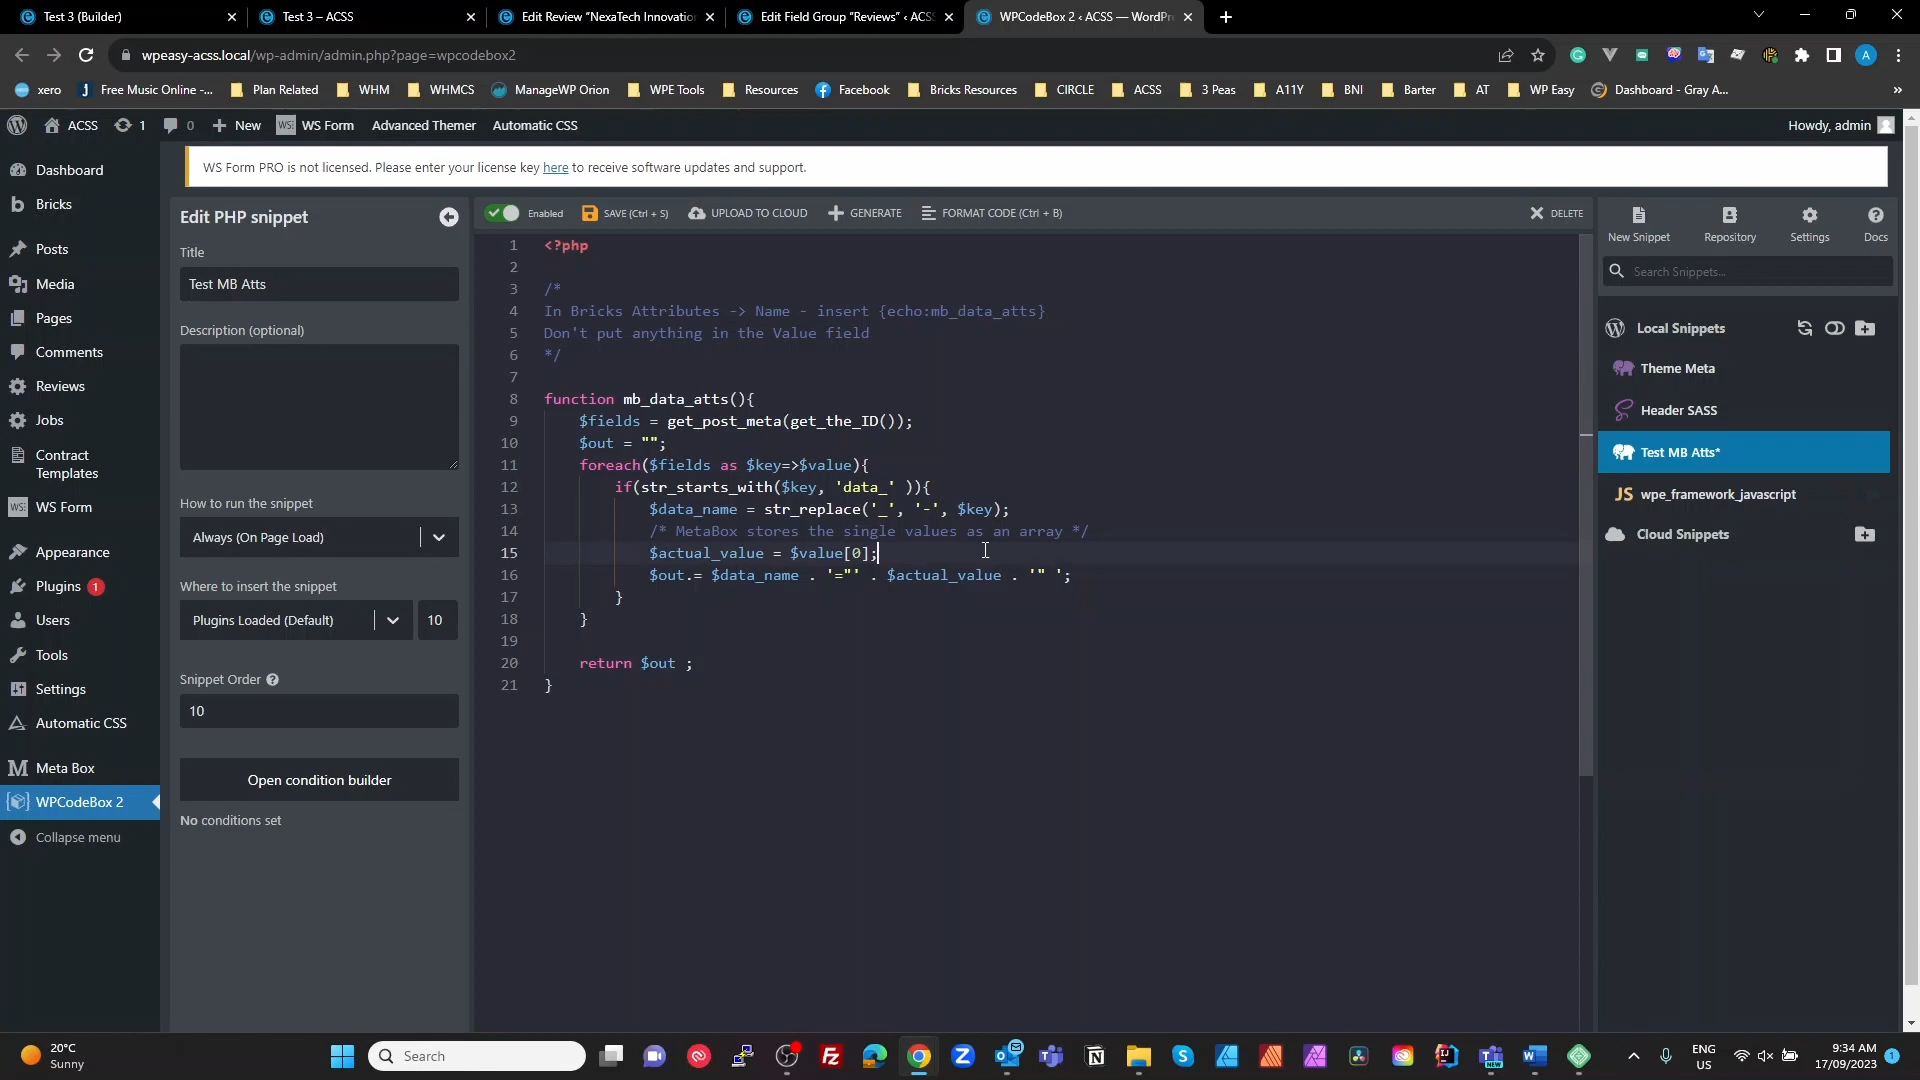 Test 3 (Builder)
Test 3 – ACSS
Edit Review "NexaTech Innovation
Edit Field Group "Reviews" ‹ ACSS
WPCodeBox 2 ‹ ACSS — WordPre
wpeasy-acss.local/wp-admin/admin.php?page=wpcodebox2
xero
Free Music Online -...
Plan Related
WHM
WHMCS
ManageWP Orion
WPE Tools
Resources
Facebook
Bricks Resources
CIRCLE
ACSS
3 Peas
A11Y
BNI
Barter
AT
WP Easy
Dashboard - Gray A...
»
ACSS
1
0
New
WS Form
Advanced Themer
Automatic CSS
Howdy, admin
WS Form PRO is not licensed. Please enter your license key here to receive software updates and support.
Dashboard
Bricks
Posts
Media
Pages
Comments
Reviews
Jobs
Contract
Templates
WS Form
Appearance
Plugins 1
Users
Tools
Settings
Automatic CSS
Meta Box
WPCodeBox 2
Collapse menu
Edit PHP snippet
Title
Test MB Atts
Description (optional)
How to run the snippet
Always (On Page Load)
Where to insert the snippet
Plugins Loaded (Default)
10
Snippet Order
10
Open condition builder
No conditions set
Enabled
SAVE (Ctrl + S)
UPLOAD TO CLOUD
GENERATE
FORMAT CODE (Ctrl + B)
DELETE
1 <?php
2
3 /*
4 In Bricks Attributes -> Name - insert {echo:mb_data_atts}
5 Don't put anything in the Value field
6 */
7
8 function mb_data_atts(){
9 $fields = get_post_meta(get_the_ID());
10 $out = "";
11 foreach($fields as $key=>$value){
12 if(str_starts_with($key, 'data_' )){
13 $data_name = str_replace('_', '-', $key);
14 /* MetaBox stores the single values as an array */
15 $actual_value = $value[0];
16 $out.= $data_name . '="' . $actual_value . '" ';
17 }
18 }
19
20 return $out ;
21 }
New Snippet
Repository
Settings
Docs
Search Snippets...
Local Snippets
Theme Meta
Header SASS
Test MB Atts*
JS wpe_framework_javascript
Cloud Snippets
20°C
Sunny
Search
ENG
US
9:34 AM
17/09/2023
1